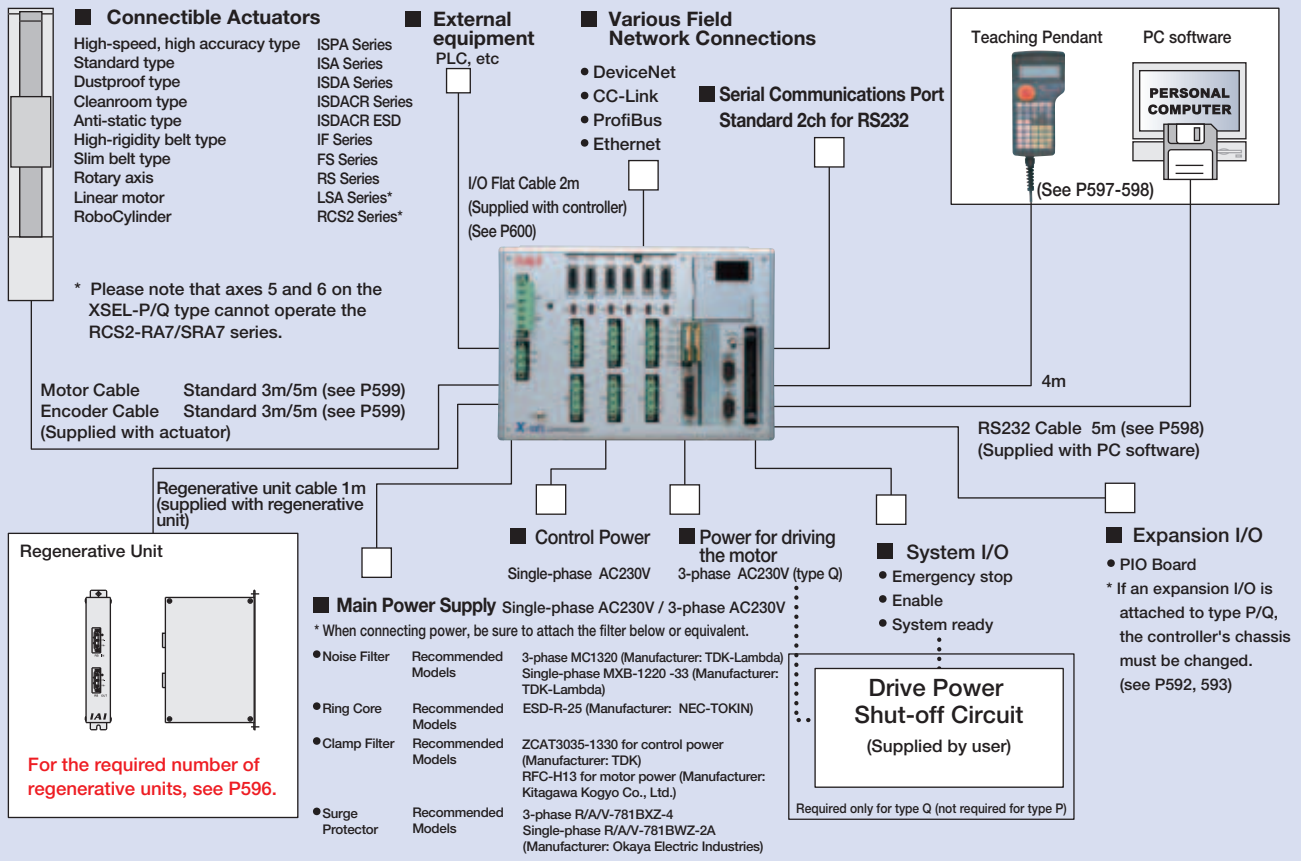 ■ Connectible Actuators
High-speed, high accuracy type ISPA Series
Standard type ISA Series
Dustproof type ISDA Series
Cleanroom type ISDACR Series
Anti-static type ISDACR ESD
High-rigidity belt type IF Series
Slim belt type FS Series
Rotary axis RS Series
Linear motor LSA Series*
RoboCylinder RCS2 Series*
* Please note that axes 5 and 6 on the
XSEL-P/Q type cannot operate the
RCS2-RA7/SRA7 series.
Motor Cable Standard 3m/5m (see P599)
Encoder Cable Standard 3m/5m (see P599)
(Supplied with actuator)
■ External
equipment
PLC, etc
I/O Flat Cable 2m
(Supplied with controller)
(See P600)
■ Various Field
Network Connections
• DeviceNet
• CC-Link
• ProfiBus
• Ethernet
■ Serial Communications Port
Standard 2ch for RS232
Teaching Pendant
PC software
PERSONAL
COMPUTER
(See P597-598)
4m
RS232 Cable 5m (see P598)
(Supplied with PC software)
Regenerative unit cable 1m
(supplied with regenerative
unit)
Regenerative Unit
IAI
For the required number of
regenerative units, see P596.
■ Control Power
Single-phase AC230V
■ Power for driving
the motor
3-phase AC230V (type Q)
■ System I/O
• Emergency stop
• Enable
• System ready
■ Expansion I/O
• PIO Board
* If an expansion I/O is
attached to type P/Q,
the controller's chassis
must be changed.
(see P592, 593)
■ Main Power Supply Single-phase AC230V / 3-phase AC230V
* When connecting power, be sure to attach the filter below or equivalent.
• Noise Filter Recommended 3-phase MC1320 (Manufacturer: TDK-Lambda)
Models Single-phase MXB-1220 -33 (Manufacturer:
TDK-Lambda)
• Ring Core Recommended ESD-R-25 (Manufacturer: NEC-TOKIN)
Models
• Clamp Filter Recommended ZCAT3035-1330 for control power
Models (Manufacturer: TDK)
RFC-H13 for motor power (Manufacturer:
Kitagawa Kogyo Co., Ltd.)
• Surge Recommended 3-phase R/A/V-781BXZ-4
Protector Models Single-phase R/A/V-781BWZ-2A
(Manufacturer: Okaya Electric Industries)
Drive Power
Shut-off Circuit
(Supplied by user)
Required only for type Q (not required for type P)